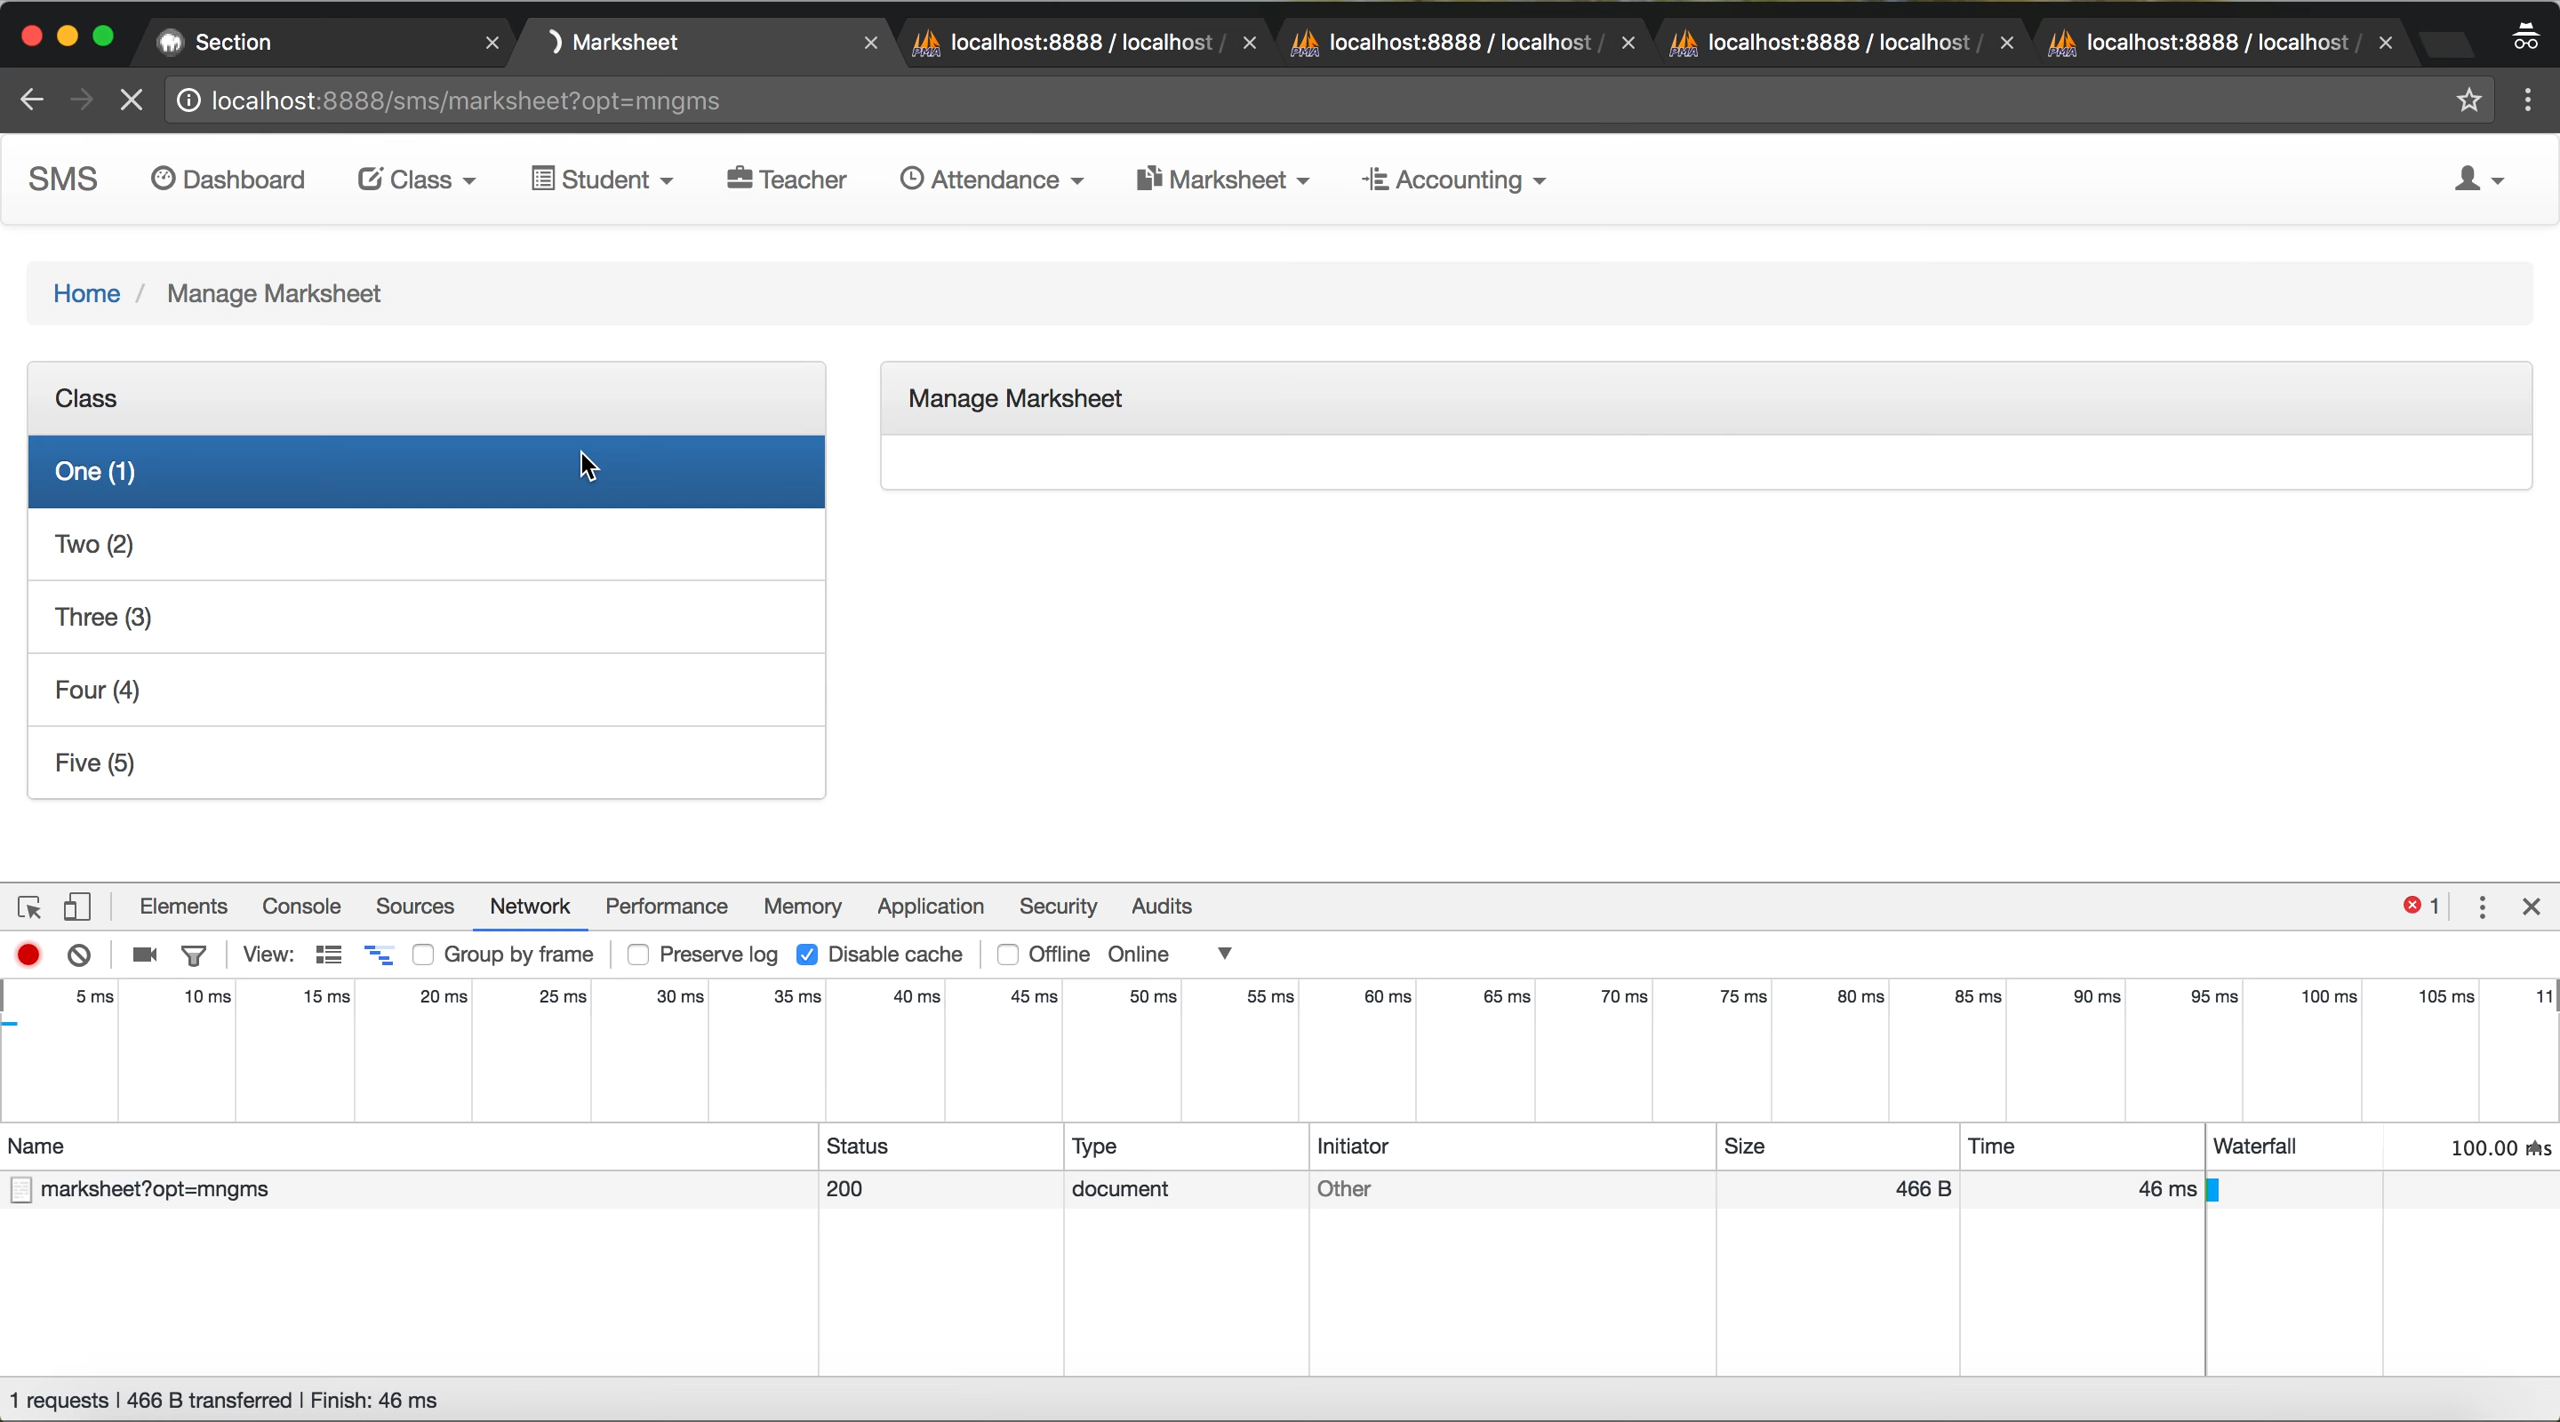 Section
Marksheet
localhost:8888 / localhost /
localhost:8888 / localhost /
localhost:8888 / localhost /
localhost:8888 / localhost /
localhost:8888/sms/marksheet?opt=mngms
SMS Dashboard Class Student Teacher Attendance Marksheet Accounting
Home / Manage Marksheet
Class
One (1)
Two (2)
Three (3)
Four (4)
Five (5)
Manage Marksheet
Elements Console Sources Network Performance Memory Application Security Audits 1
View: Group by frame Preserve log Disable cache Offline Online
5 ms 10 ms 15 ms 20 ms 25 ms 30 ms 35 ms 40 ms 45 ms 50 ms 55 ms 60 ms 65 ms 70 ms 75 ms 80 ms 85 ms 90 ms 95 ms 100 ms 105 ms 11
Name Status Type Initiator Size Time Waterfall 100.00 ms
marksheet?opt=mngms 200 document Other 466 B 46 ms
1 requests | 466 B transferred | Finish: 46 ms